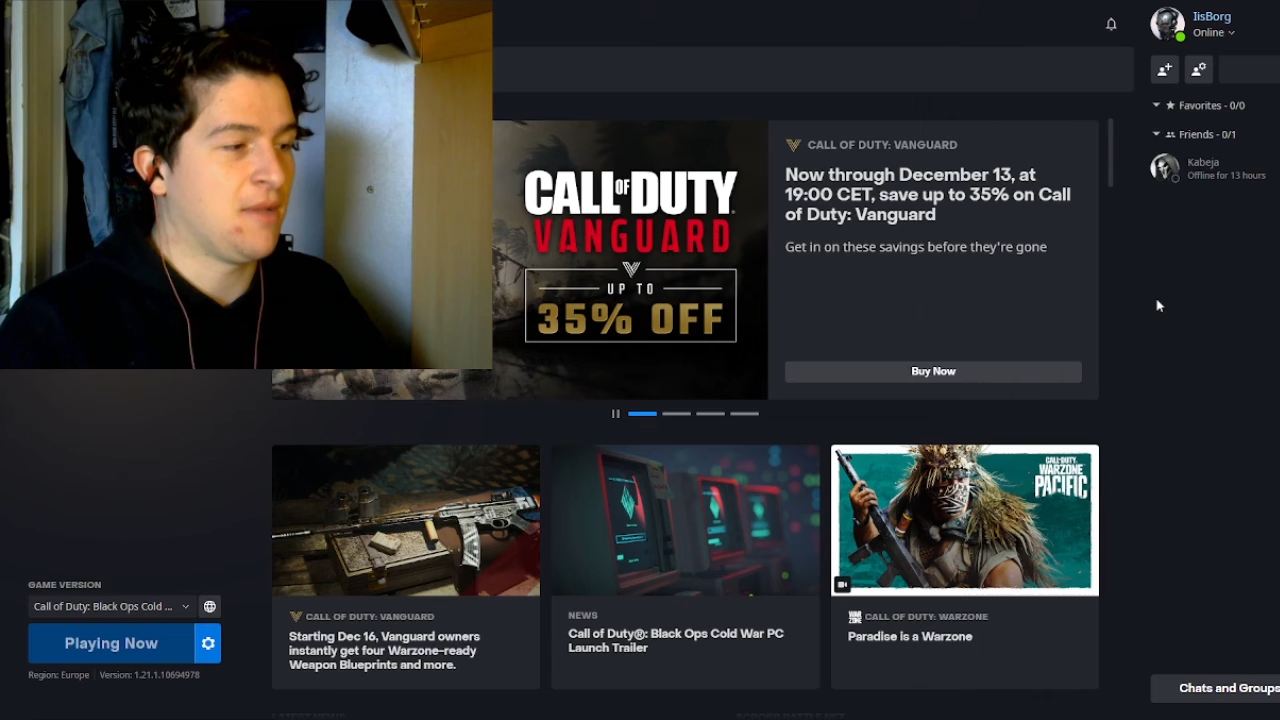 IisBorg
Online
Favorites - 0/0
Friends - 0/1
Kabeja
Offline for 13 hours
CALL OF DUTY
VANGUARD
UP TO
35% OFF
CALL OF DUTY: VANGUARD
Now through December 13, at
19:00 CET, save up to 35% on Call
of Duty: Vanguard
Get in on these savings before they're gone
Buy Now
CALL OF DUTY
WARZONE
PACIFIC
CALL OF DUTY: VANGUARD
Starting Dec 16, Vanguard owners
instantly get four Warzone-ready
Weapon Blueprints and more.
NEWS
Call of Duty®: Black Ops Cold War PC
Launch Trailer
WAR
ZONE
CALL OF DUTY: WARZONE
Paradise is a Warzone
GAME VERSION
Call of Duty: Black Ops Cold ...
Playing Now
Region: Europe
Version: 1.21.1.10694978
Chats and Groups